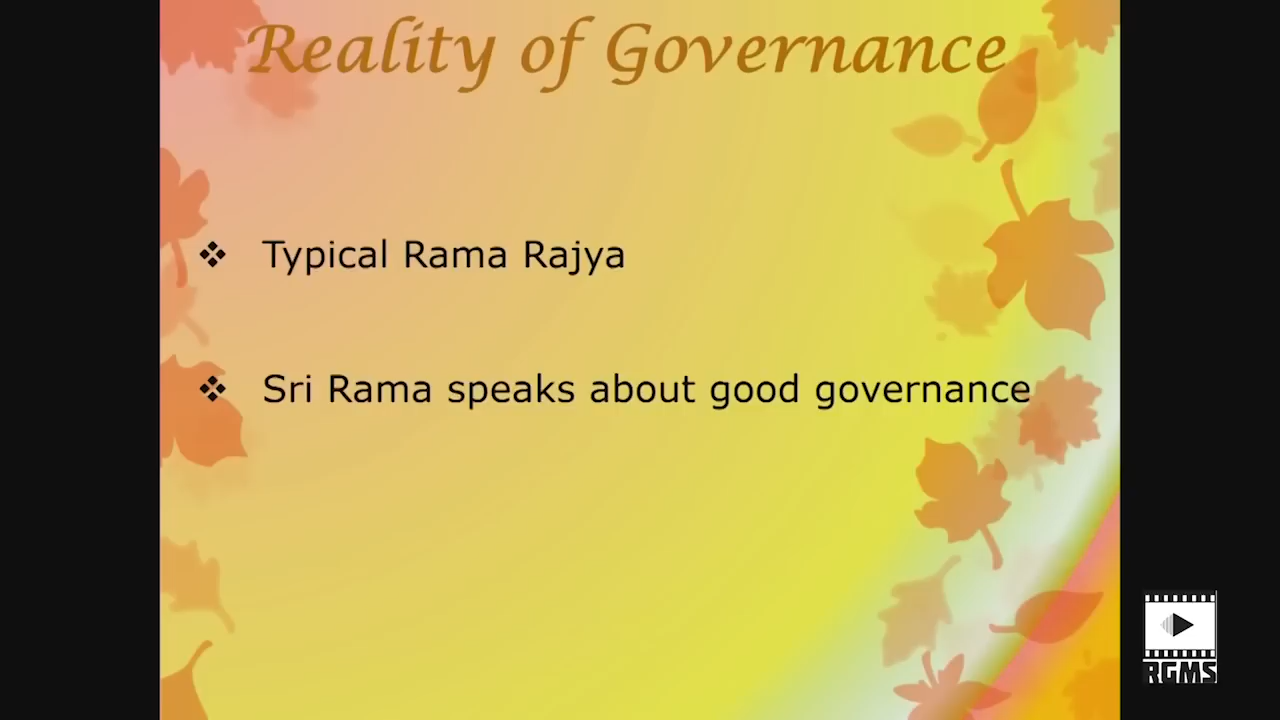 Reality of Governance
❖ Typical Rama Rajya
❖ Sri Rama speaks about good governance
RGMS